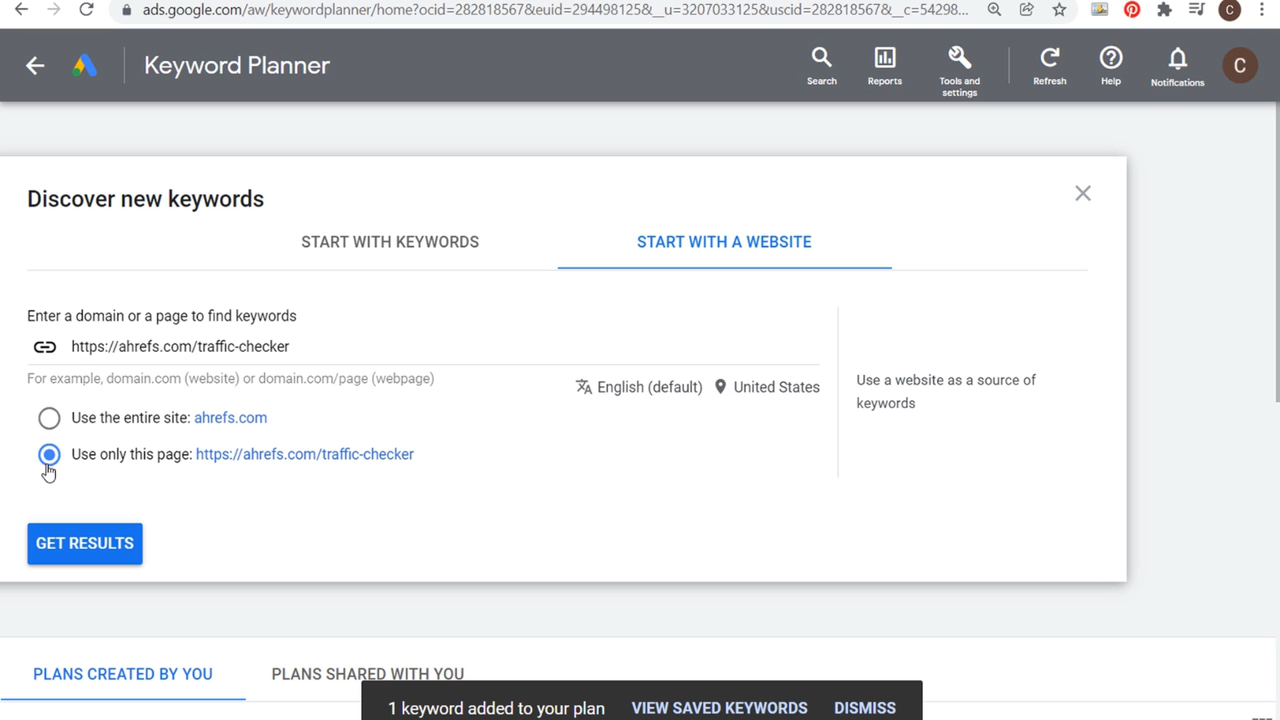 ads.google.com/aw/keywordplanner/home?ocid=282818567&euid=294498125&__u=3207033125&uscid=282818567&__c=54298...
C
Keyword Planner
Search
Reports
Tools and
settings
Refresh
Help
Notifications
C
Discover new keywords
START WITH KEYWORDS
START WITH A WEBSITE
Enter a domain or a page to find keywords
https://ahrefs.com/traffic-checker
For example, domain.com (website) or domain.com/page (webpage)
English (default)
United States
Use a website as a source of
keywords
Use the entire site: ahrefs.com
Use only this page: https://ahrefs.com/traffic-checker
GET RESULTS
PLANS CREATED BY YOU
PLANS SHARED WITH YOU
1 keyword added to your plan
VIEW SAVED KEYWORDS
DISMISS